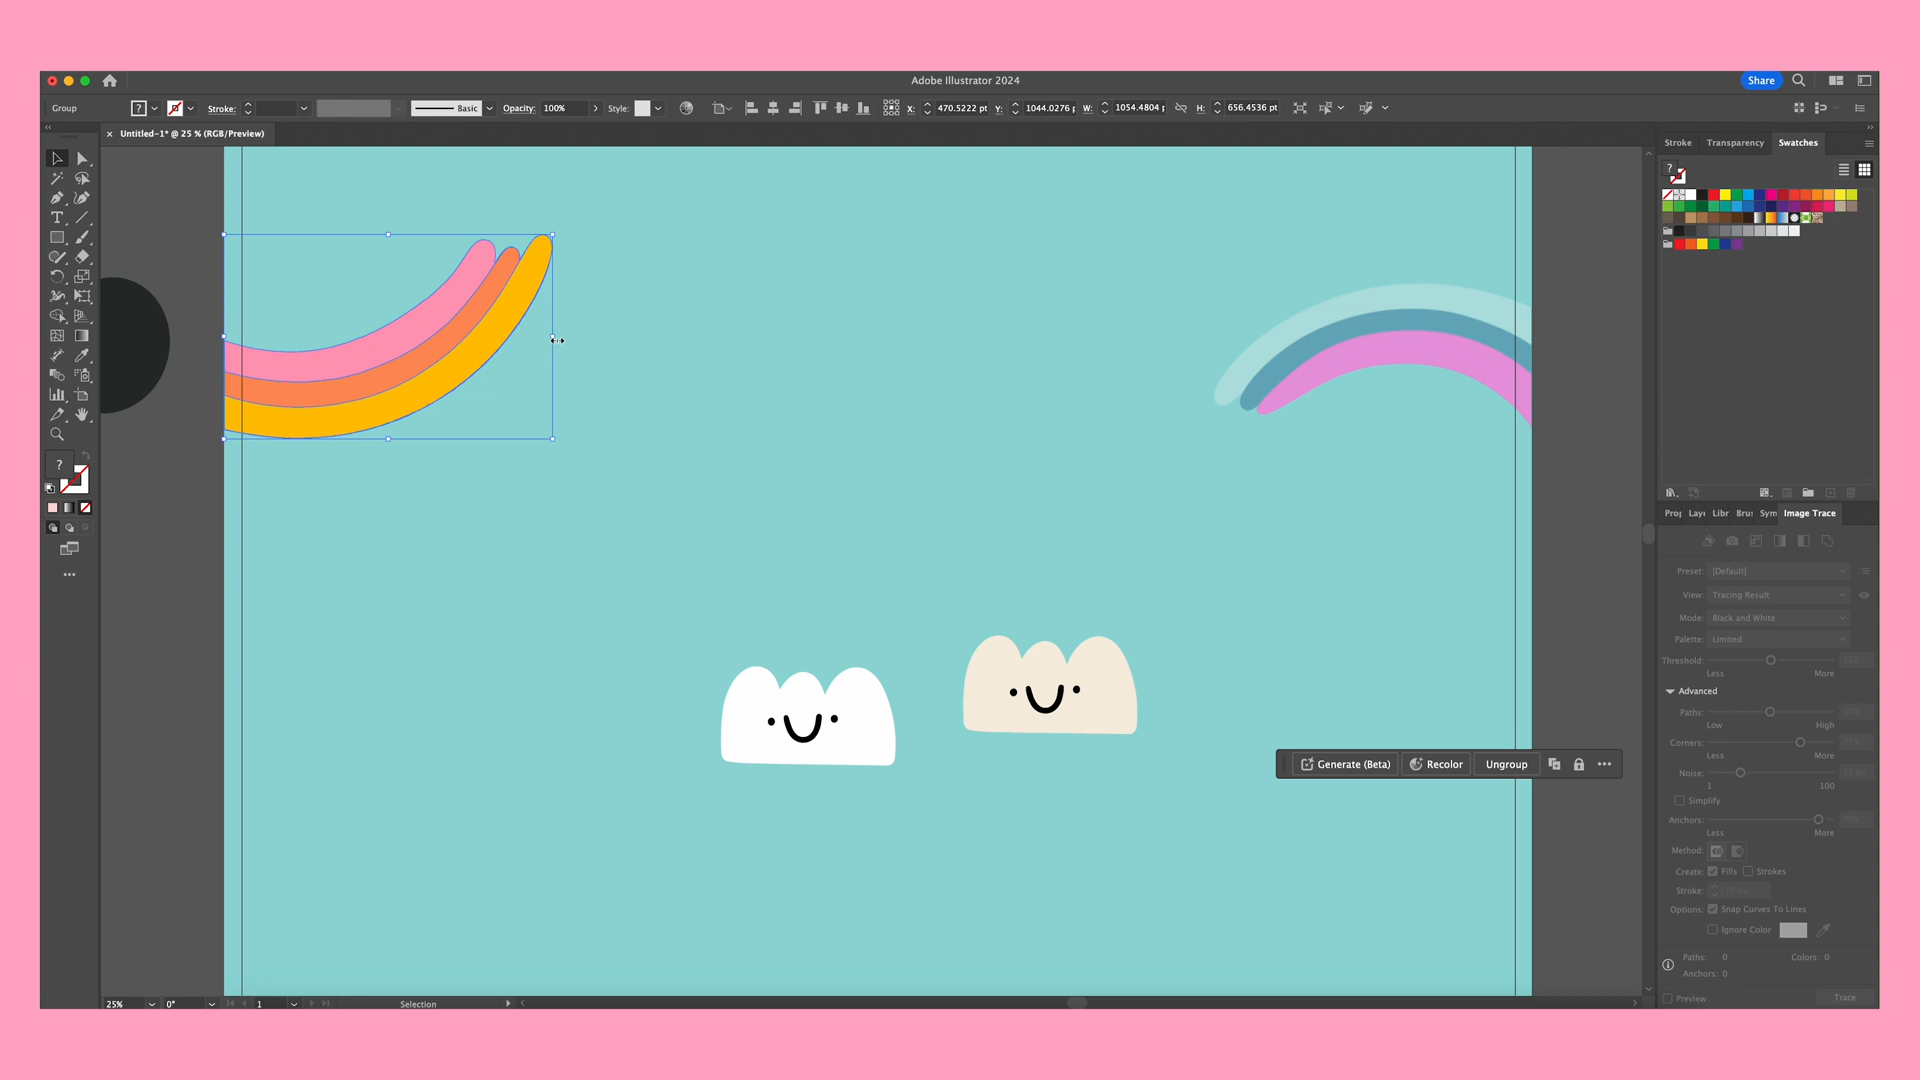 Adobe Illustrator 2024
Share
Group
?
Stroke:
Basic
Opacity: 100%
Style:
X: 470.5222 pt
Y: 1044.0276
W: 1054.4804
H: 656.4536 pt
Untitled-1* @ 25 % (RGB/Preview)
Stroke
Transparency
Swatches
?
?
Generate (Beta)
Recolor
Ungroup
Image Trace
Preset: [Default]
View: Tracing Result
Mode: Black and White
Palette: Limited
Threshold:
Less More
Advanced
Paths:
Low High
Corners:
Less More
Noise:
1 100
Simplify
Anchors:
Less More
Method:
Create: Fills Strokes
Stroke:
Options: Snap Curves To Lines
Ignore Color
Paths: 0 Colors: 0
Anchors: 0
Preview
Trace
25%
0°
1
Selection